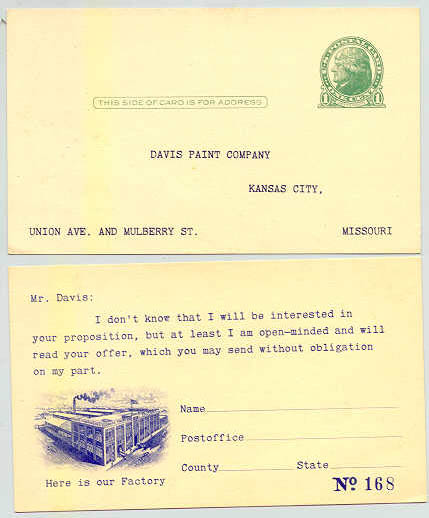 THIS SIDE OF CARD IS FOR ADDRESS
1 1
DAVIS PAINT COMPANY
KANSAS CITY,
UNION AVE. AND MULBERRY ST. MISSOURI
Mr. Davis:
I don't know that I will be interested in
your proposition, but at least I am open-minded and will
read your offer, which you may send without obligation
on my part.
Name
Postoffice
County State
Here is our Factory
No 168